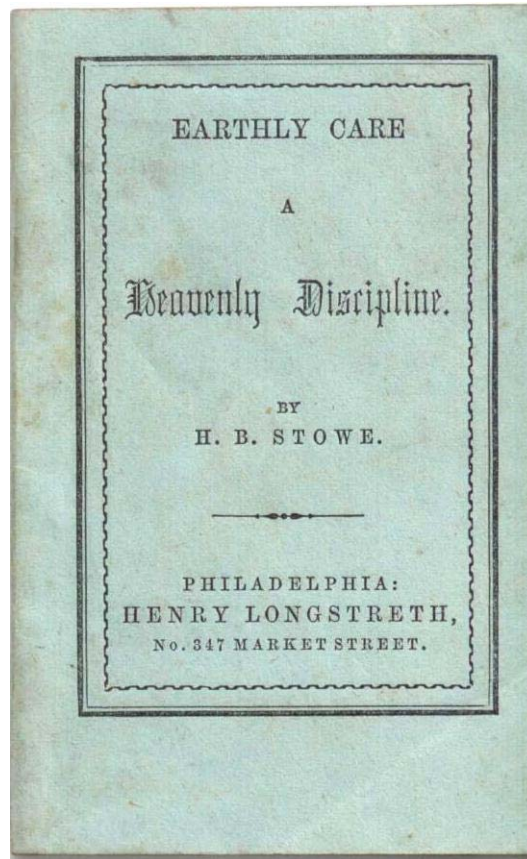 EARTHLY CARE
A
Heavenly Discipline.
BY
H. B. STOWE.
PHILADELPHIA:
HENRY LONGSTRETH,
No. 347 MARKET STREET.